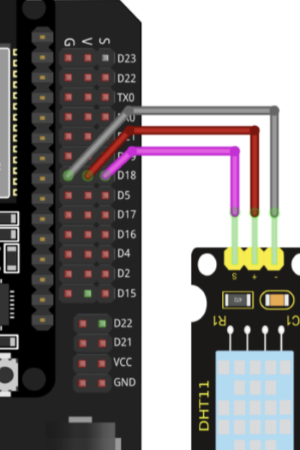 G V S
D23
D22
TX0
D18
D5
D17
D16
D4
D2
D15
D22
D21
VCC
GND
S + -
R1
C1
DHT11